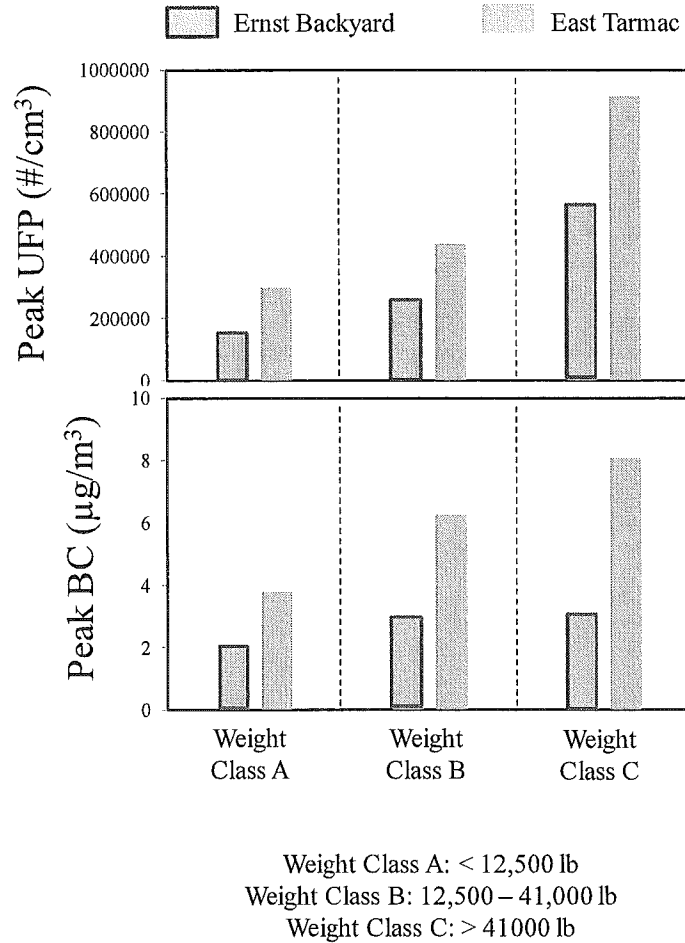 Ernst Backyard East Tarmac
Peak UFP (#/cm³)
1000000
800000
600000
400000
200000
0
Peak BC (µg/m³)
10
8
6
4
2
0
Weight Weight Weight
Class A Class B Class C
Weight Class A: < 12,500 lb
Weight Class B: 12,500 – 41,000 lb
Weight Class C: > 41000 lb